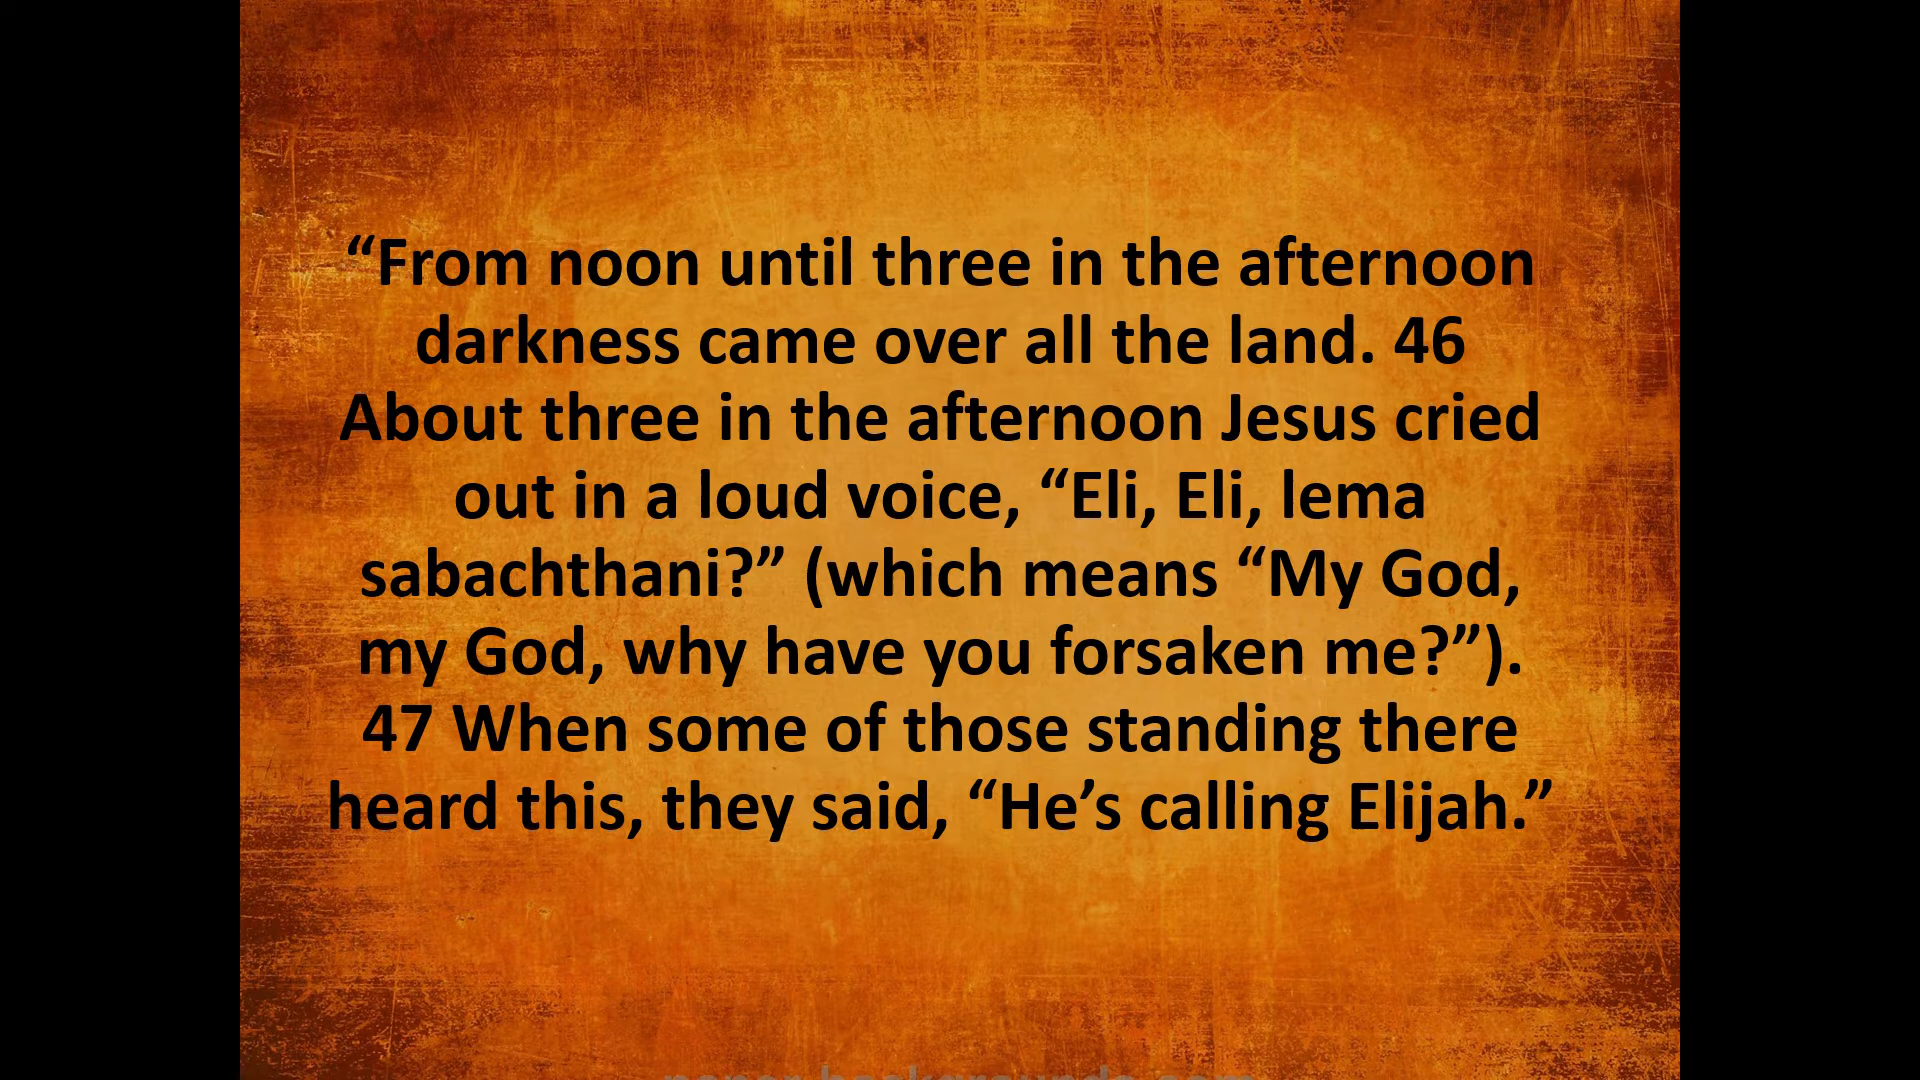 “From noon until three in the afternoon
darkness came over all the land. 46
About three in the afternoon Jesus cried
out in a loud voice, “Eli, Eli, lema
sabachthani?” (which means “My God,
my God, why have you forsaken me?”).
47 When some of those standing there
heard this, they said, “He’s calling Elijah.”